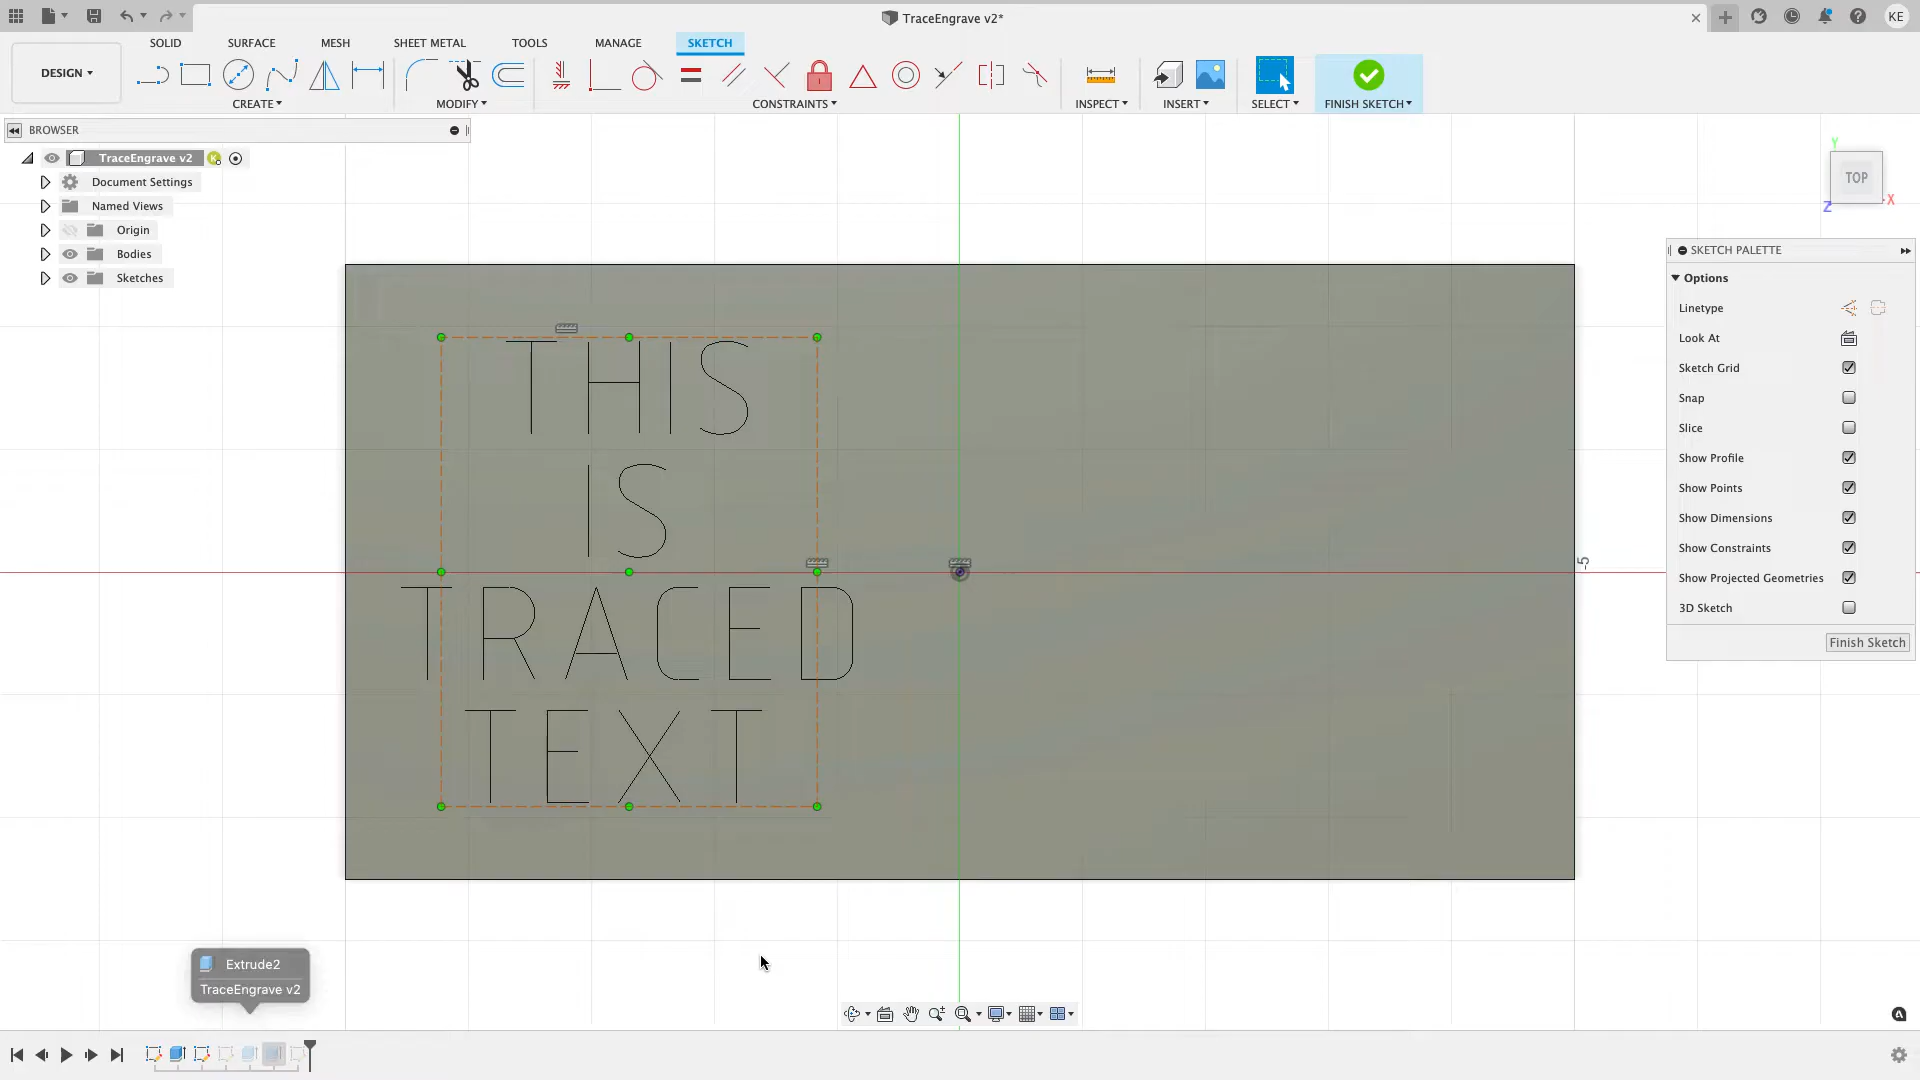 TraceEngrave v2*
KE
DESIGN
SOLID
SURFACE
MESH
SHEET METAL
TOOLS
MANAGE
SKETCH
CREATE
MODIFY
CONSTRAINTS
INSPECT
INSERT
SELECT
FINISH SKETCH
BROWSER
TraceEngrave v2
Document Settings
Named Views
Origin
Bodies
Sketches
Y
TOP
X
Z
SKETCH PALETTE
Options
Linetype
Look At
Sketch Grid
Snap
Slice
Show Profile
Show Points
Show Dimensions
Show Constraints
Show Projected Geometries
3D Sketch
Finish Sketch
THIS
IS
TRACED
TEXT
-5
Extrude2
TraceEngrave v2